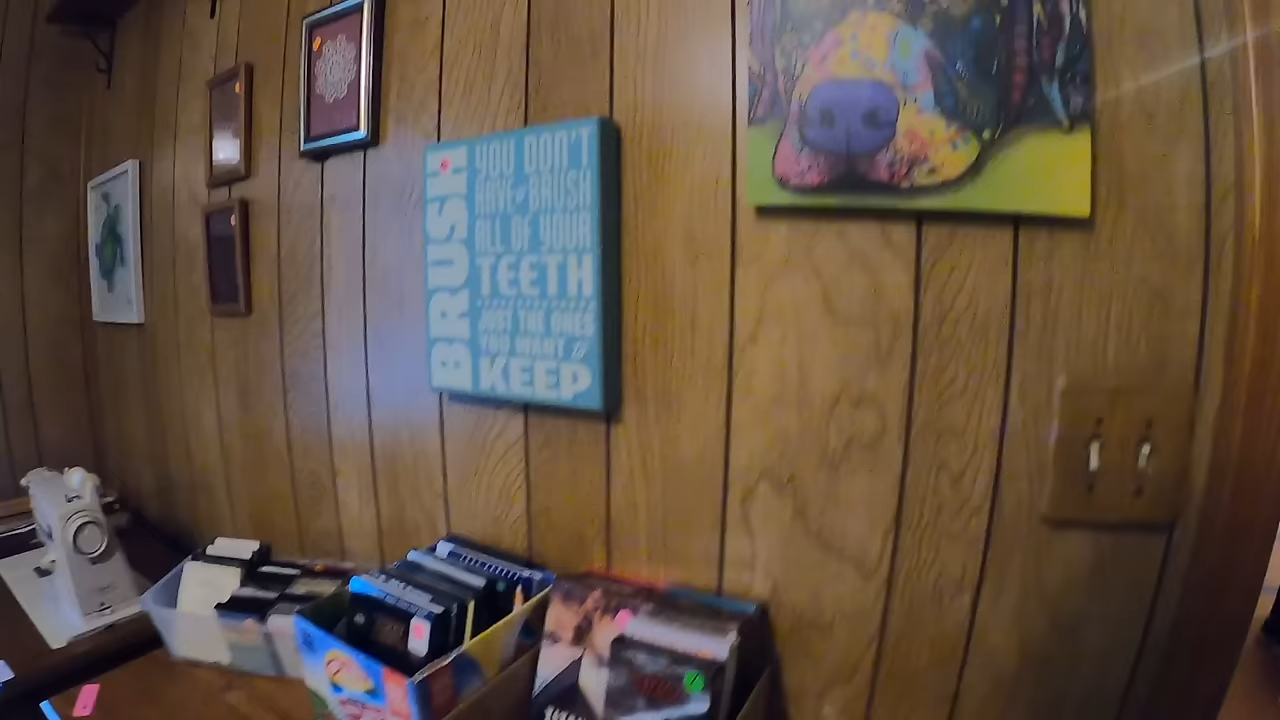 BRUSH
YOU DON'T
HAVE TO BRUSH
ALL OF YOUR
TEETH
JUST THE ONES
YOU WANT TO
KEEP